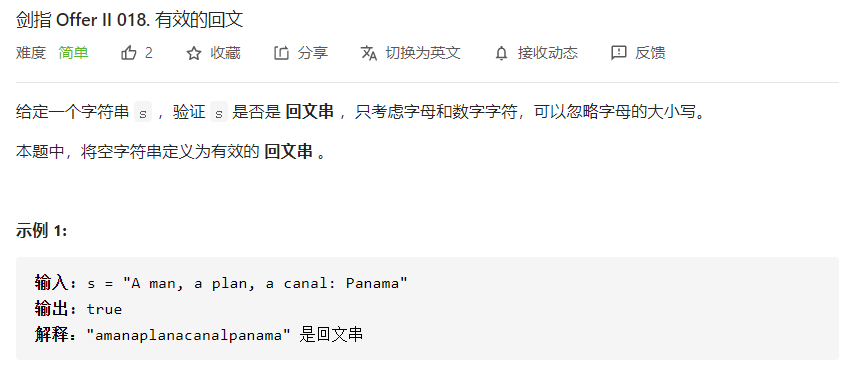 剑指 Offer II 018. 有效的回文
难度 简单 2 收藏 分享 切换为英文 接收动态 反馈
给定一个字符串 s ，验证 s 是否是 回文串 ，只考虑字母和数字字符，可以忽略字母的大小写。
本题中，将空字符串定义为有效的 回文串 。
示例 1:
输入：s = "A man, a plan, a canal: Panama"
输出：true
解释："amanaplanacanalpanama" 是回文串